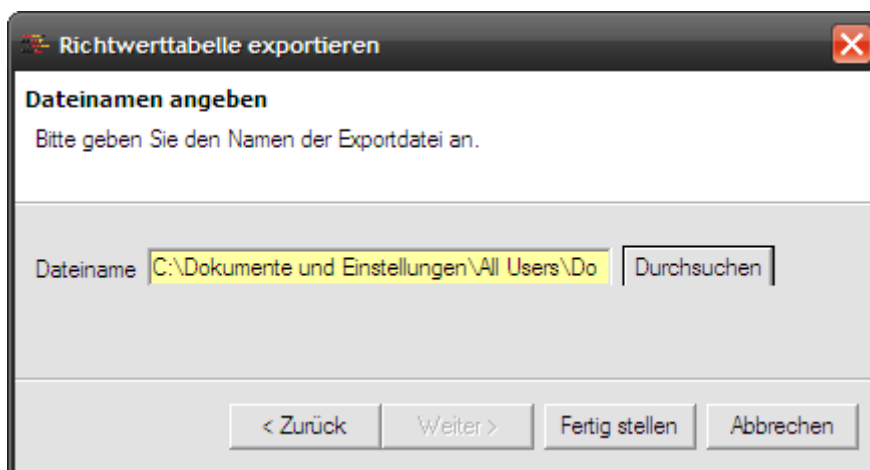 Richtwerttabelle exportieren
Dateinamen angeben
Bitte geben Sie den Namen der Exportdatei an.
Dateiname C:\Dokumente und Einstellungen\All Users\Do Durchsuchen
< Zurück Weiter > Fertig stellen Abbrechen